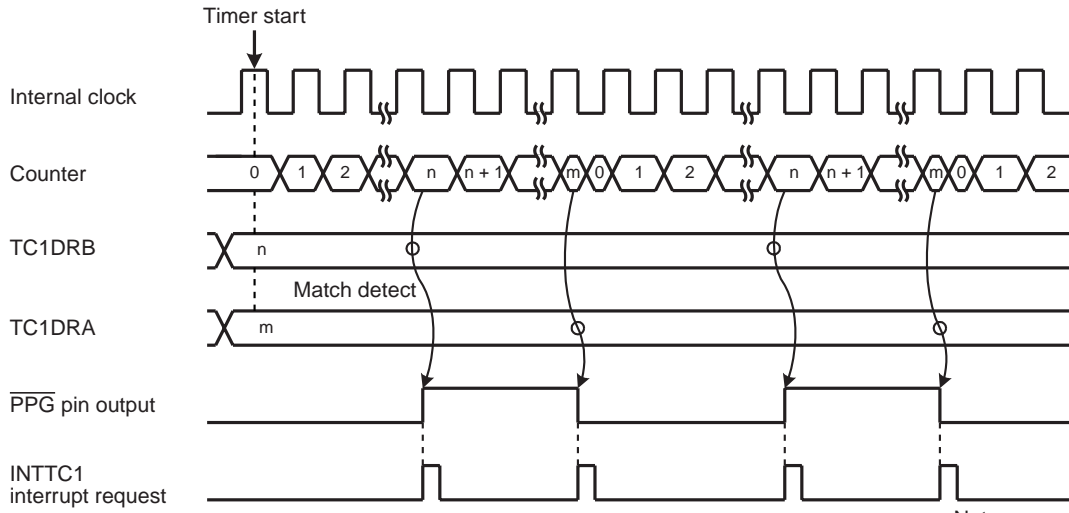 Timer start
Internal clock
Counter
0 1 2 n n + 1 m 0 1 2 n n + 1 m 0 1 2
TC1DRB
n
Match detect
TC1DRA
m
PPG pin output
INTTC1
interrupt request